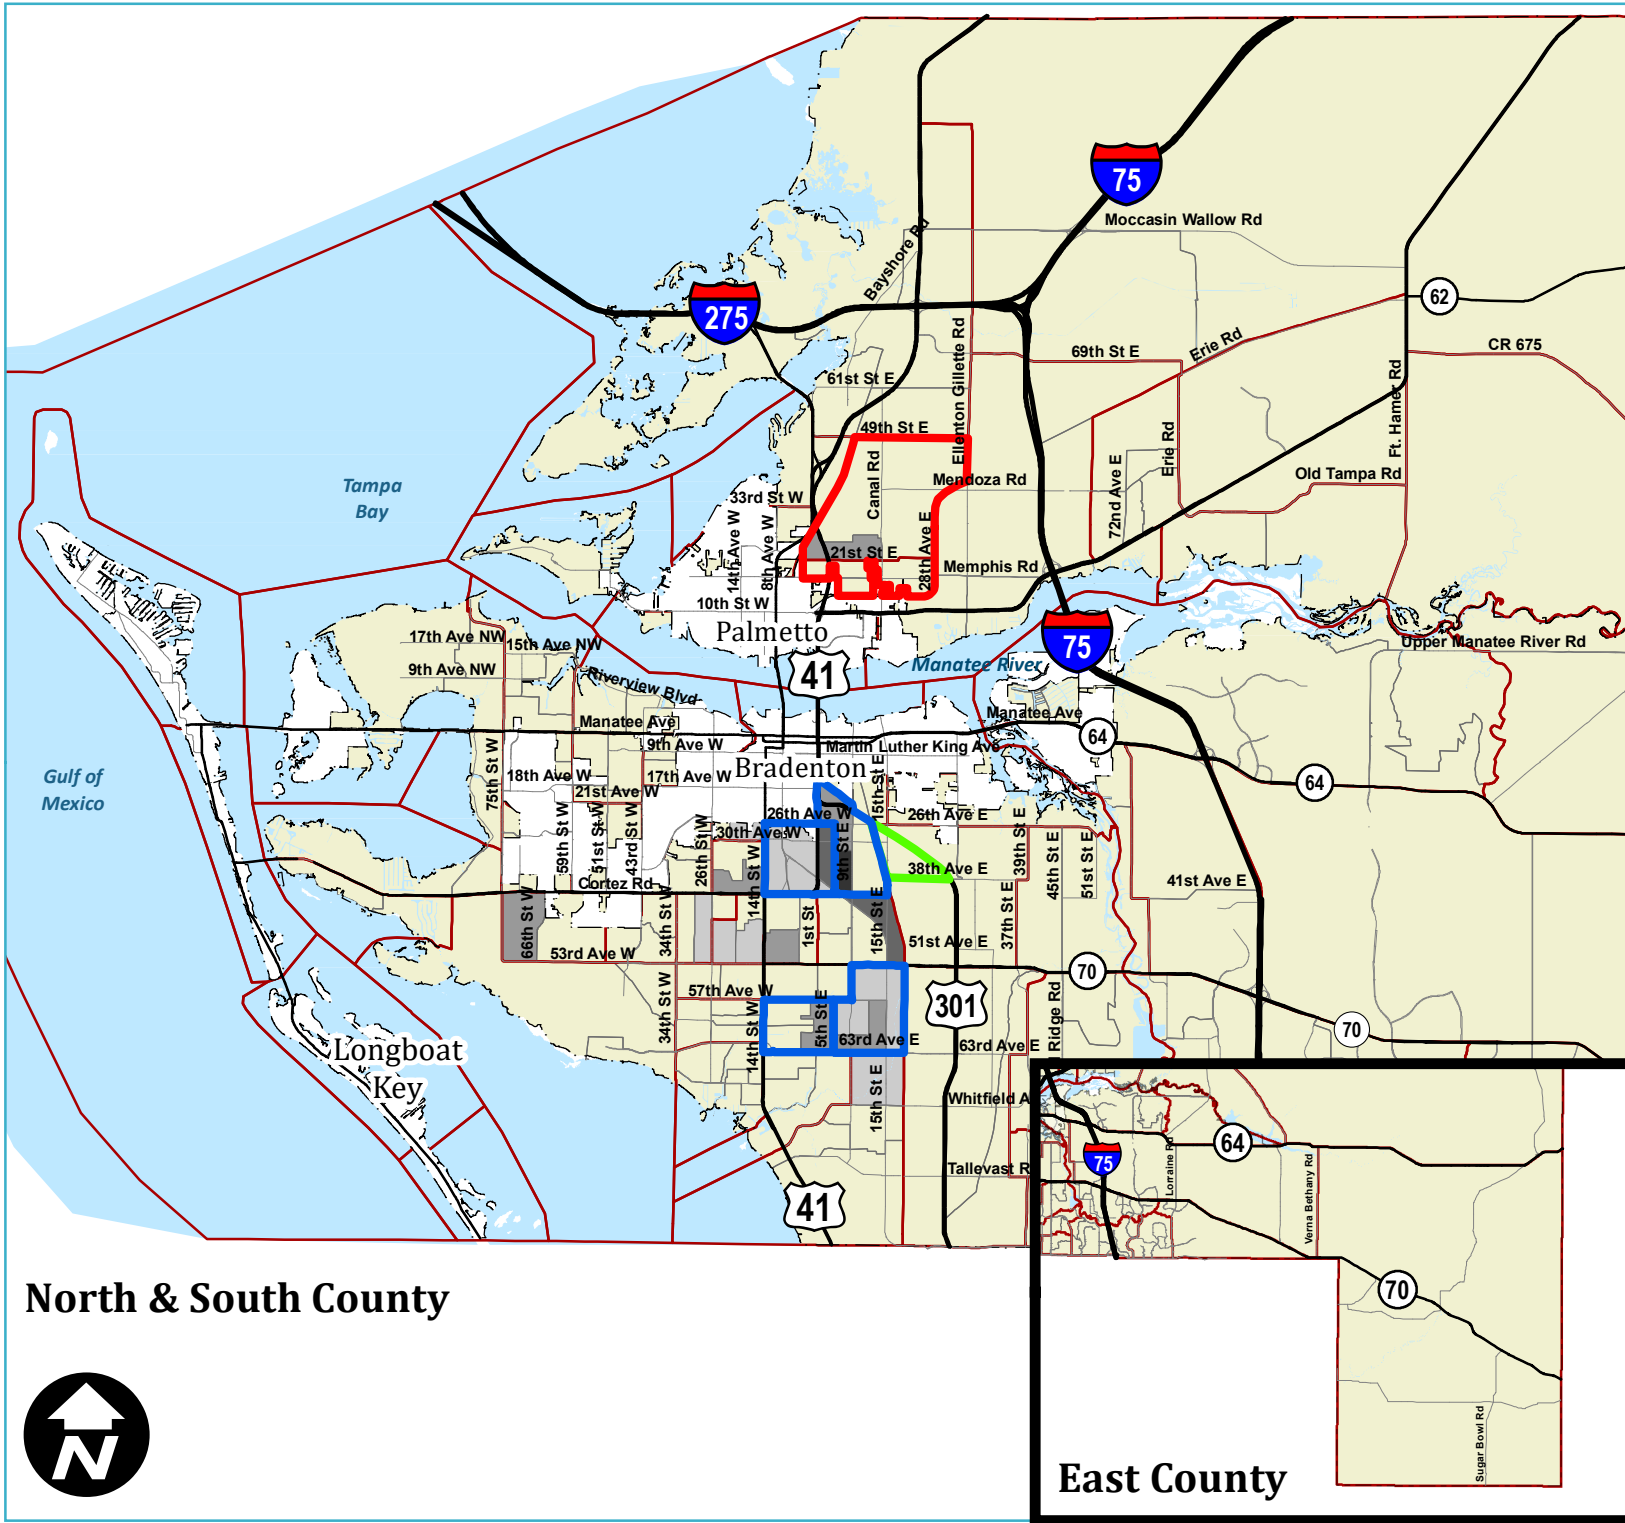 75
Moccasin Wallow Rd
Bayshore Rd
62
275
Ellenton Gillette Rd
69th St E
Erie Rd
CR 675
61st St E
Ft. Hamer Rd
49th St E
Canal Rd
Mendoza Rd
Erie Rd
72nd Ave E
Old Tampa Rd
Tampa
Bay
33rd St W
14th Ave W
8th Ave W
21st St E
28th Ave E
Memphis Rd
10th St W
Palmetto
75
17th Ave NW
15th Ave NW
Upper Manatee River Rd
9th Ave NW
41
Manatee River
Riverview Blvd
Manatee Ave
Manatee Ave
64
9th Ave W
Martin Luther King Ave
Gulf of
Mexico
75th St W
18th Ave W
17th Ave W
Bradenton
64
21st Ave W
15th St E
26th Ave W
26th Ave E
30th Ave W
59th St W
51st St W
43rd St W
26th St W
14th St W
9th St E
39th St E
45th St E
51st St E
38th Ave E
41st Ave E
Cortez Rd
66th St W
34th St W
1st St
15th St E
37th St E
51st Ave E
53rd Ave W
70
57th Ave W
34th St W
14th St W
5th St E
301
Ridge Rd
70
63rd Ave E
63rd Ave E
Longboat
Key
15th St E
Whitfield A
Tallevast R
41
64
75
Lorraine Rd
Verna Bethany Rd
70
Sugar Bowl Rd
North & South County
East County
N